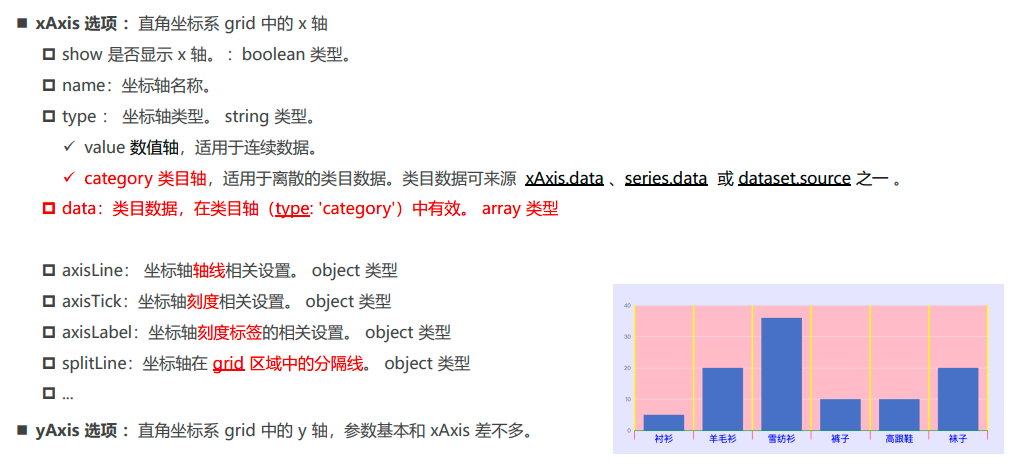 ■ xAxis 选项 ：直角坐标系 grid 中的 x 轴
show 是否显示 x 轴。 ：boolean 类型。
name：坐标轴名称。
type ： 坐标轴类型。 string 类型。
✓ value 数值轴，适用于连续数据。
✓ category 类目轴，适用于离散的类目数据。类目数据可来源 xAxis.data 、series.data 或 dataset.source 之一 。
data：类目数据，在类目轴（type: 'category'）中有效。 array 类型
axisLine： 坐标轴轴线相关设置。 object 类型
axisTick：坐标轴刻度相关设置。 object 类型
axisLabel：坐标轴刻度标签的相关设置。 object 类型
splitLine：坐标轴在 grid 区域中的分隔线。 object 类型
...
■ yAxis 选项 ：直角坐标系 grid 中的 y 轴，参数基本和 xAxis 差不多。
40
30
20
10
0
衬衫 羊毛衫 雪纺衫 裤子 高跟鞋 袜子